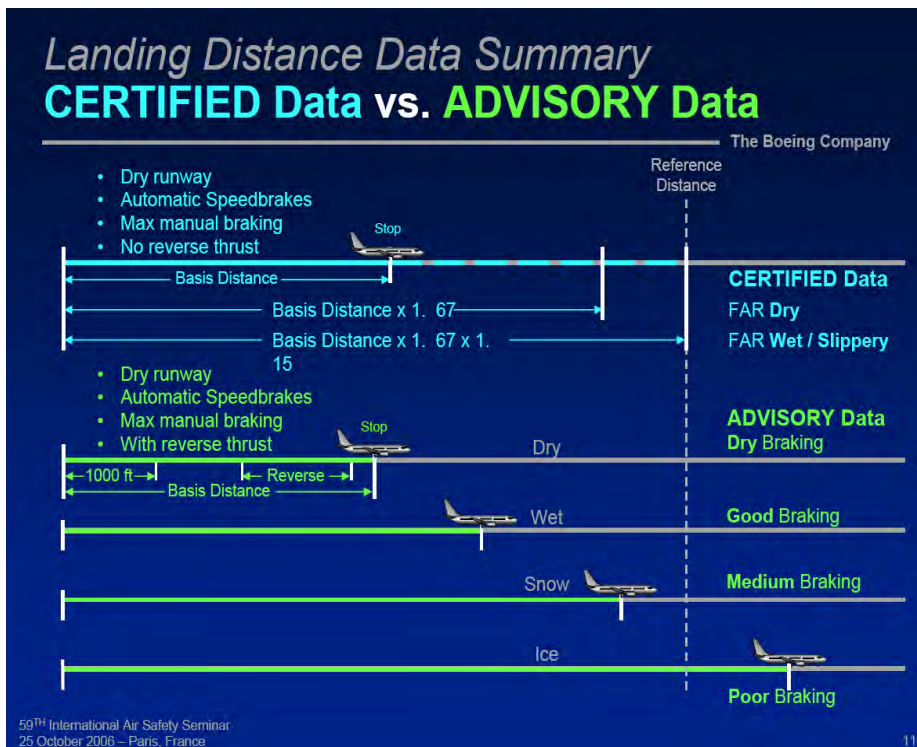 Landing Distance Data Summary
CERTIFIED Data vs. ADVISORY Data
The Boeing Company
Reference
Distance
• Dry runway
• Automatic Speedbrakes
• Max manual braking
• No reverse thrust
Stop
Basis Distance
CERTIFIED Data
Basis Distance x 1. 67
FAR Dry
Basis Distance x 1. 67 x 1.
15
FAR Wet / Slippery
• Dry runway
• Automatic Speedbrakes
• Max manual braking
• With reverse thrust
Stop
ADVISORY Data
Dry
Dry Braking
1000 ft
Reverse
Basis Distance
Wet
Good Braking
Snow
Medium Braking
Ice
Poor Braking
59TH International Air Safety Seminar
25 October 2006 – Paris, France
11